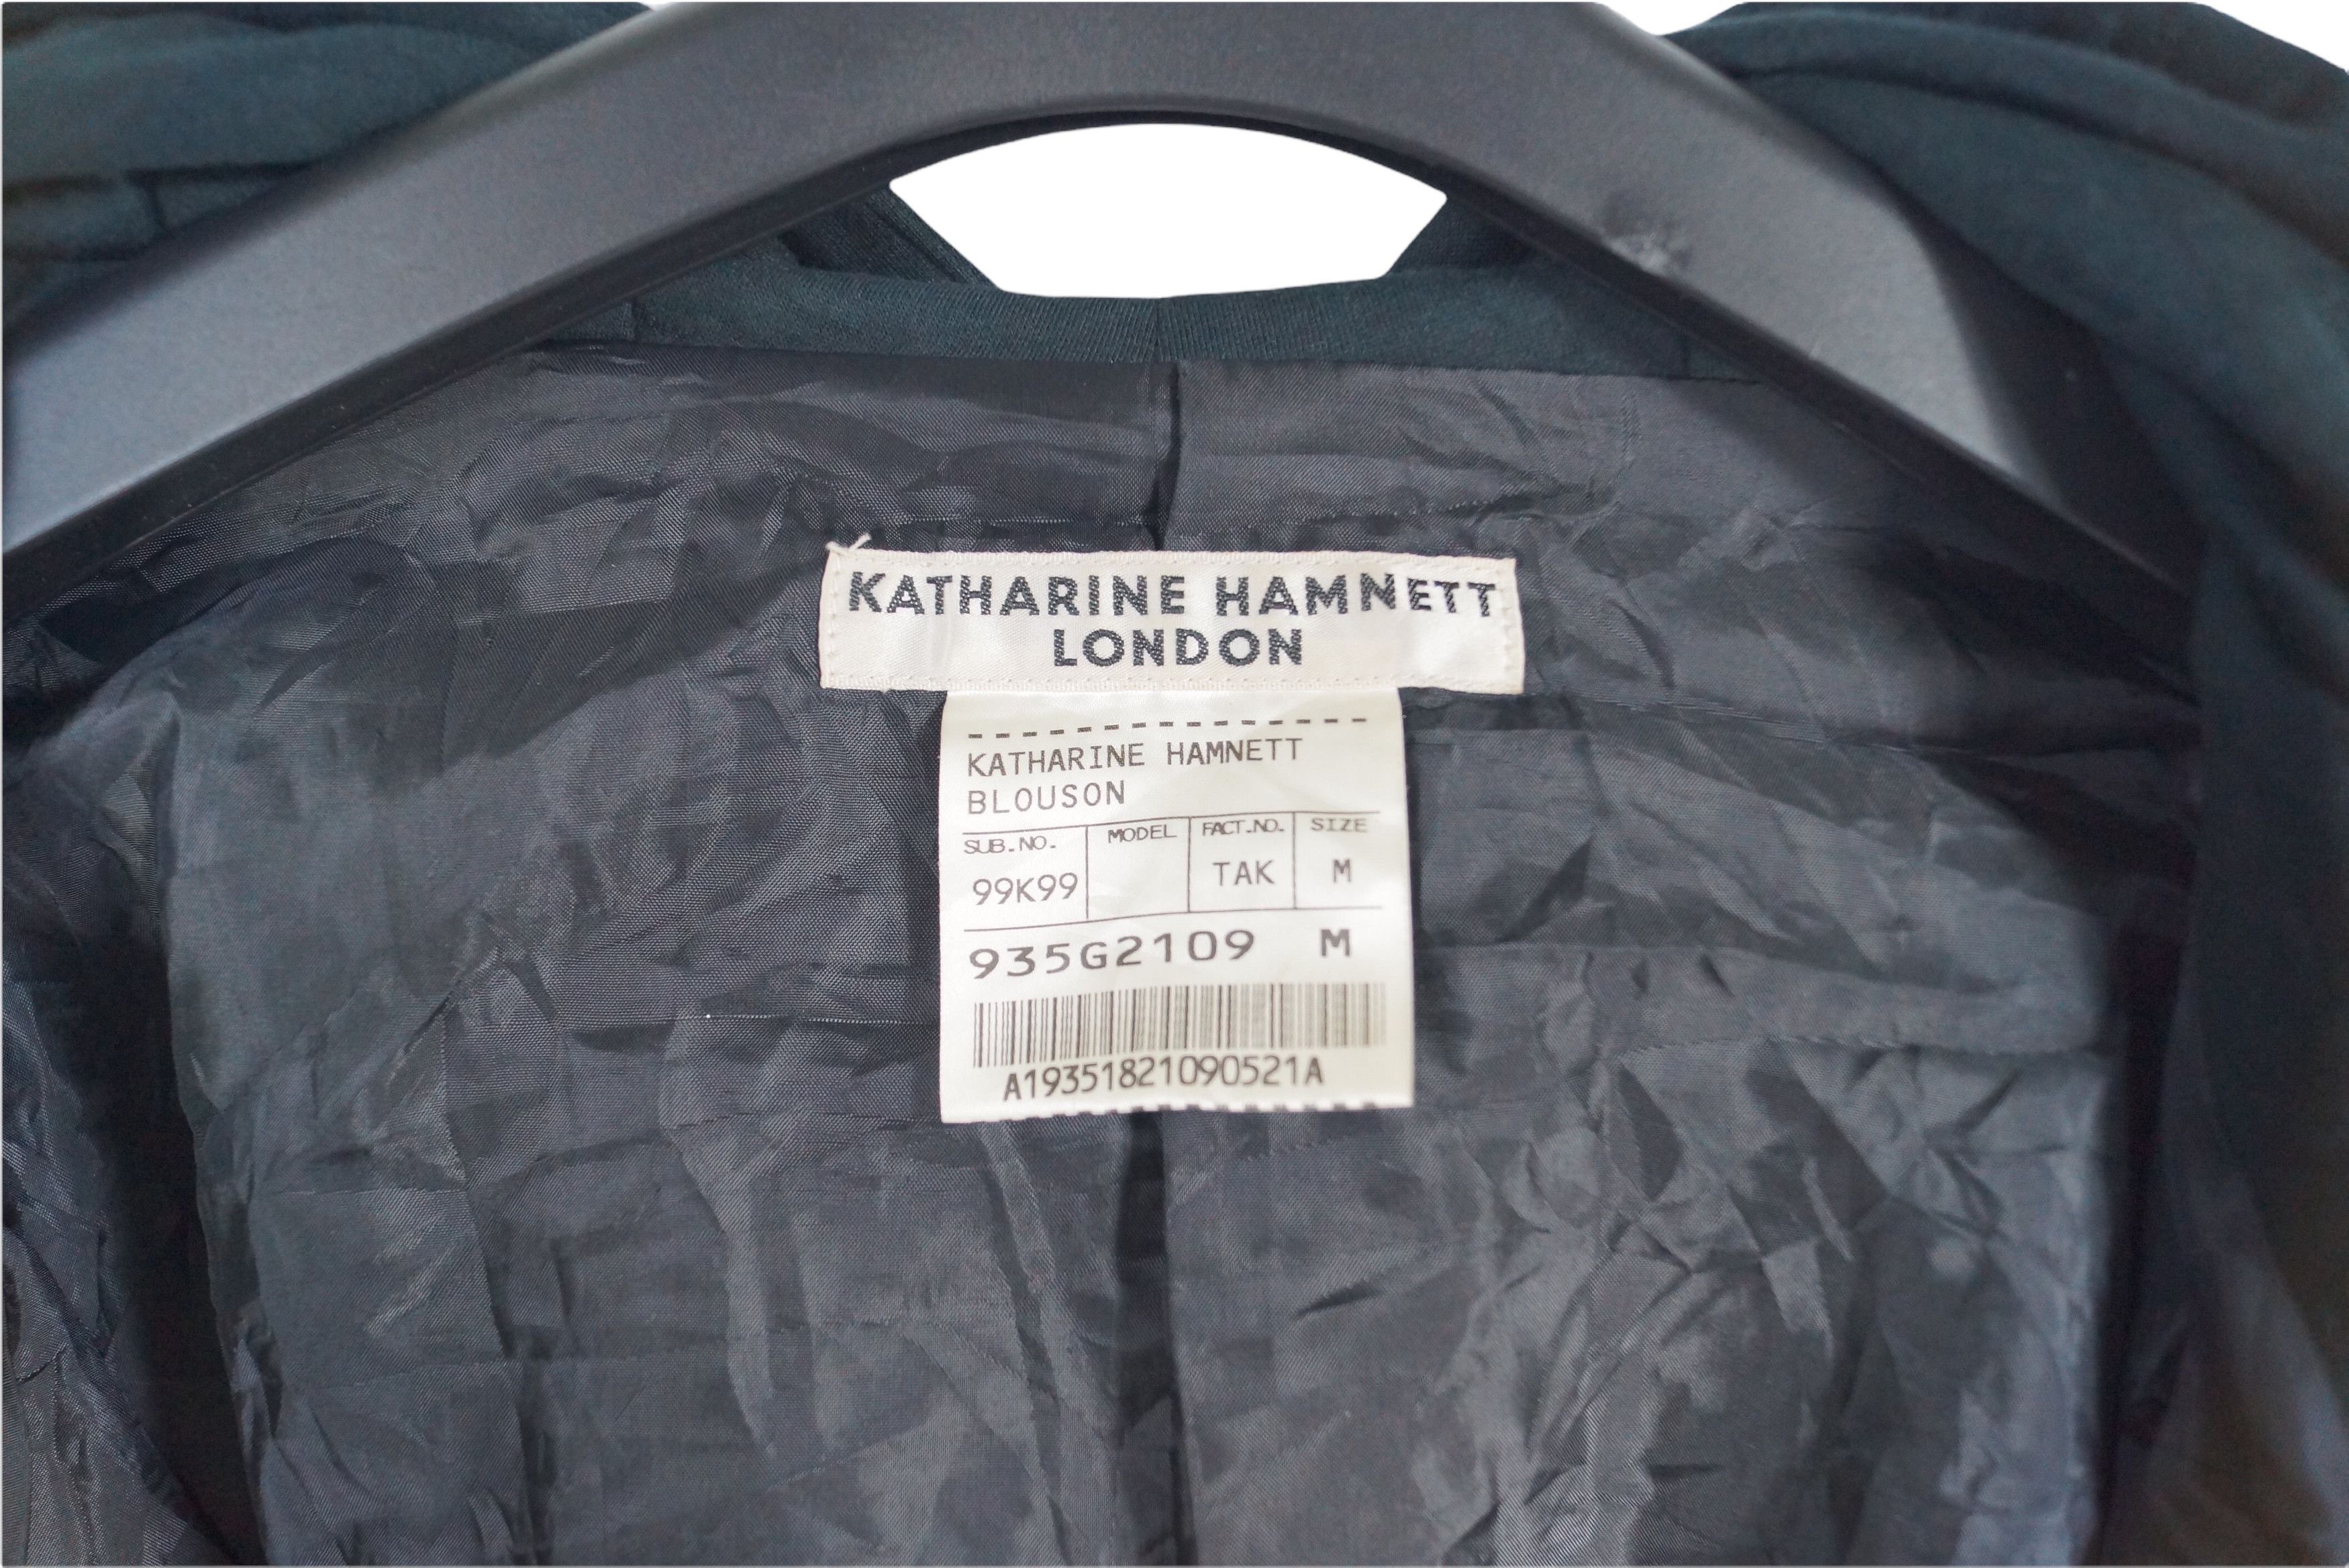 KATHARINE HAMNETT
LONDON
KATHARINE HAMNETT
BLOUSON
SUB.NO. MODEL FACT.NO. SIZE
99K99 TAK M
935G2109 M
A19351821090521A